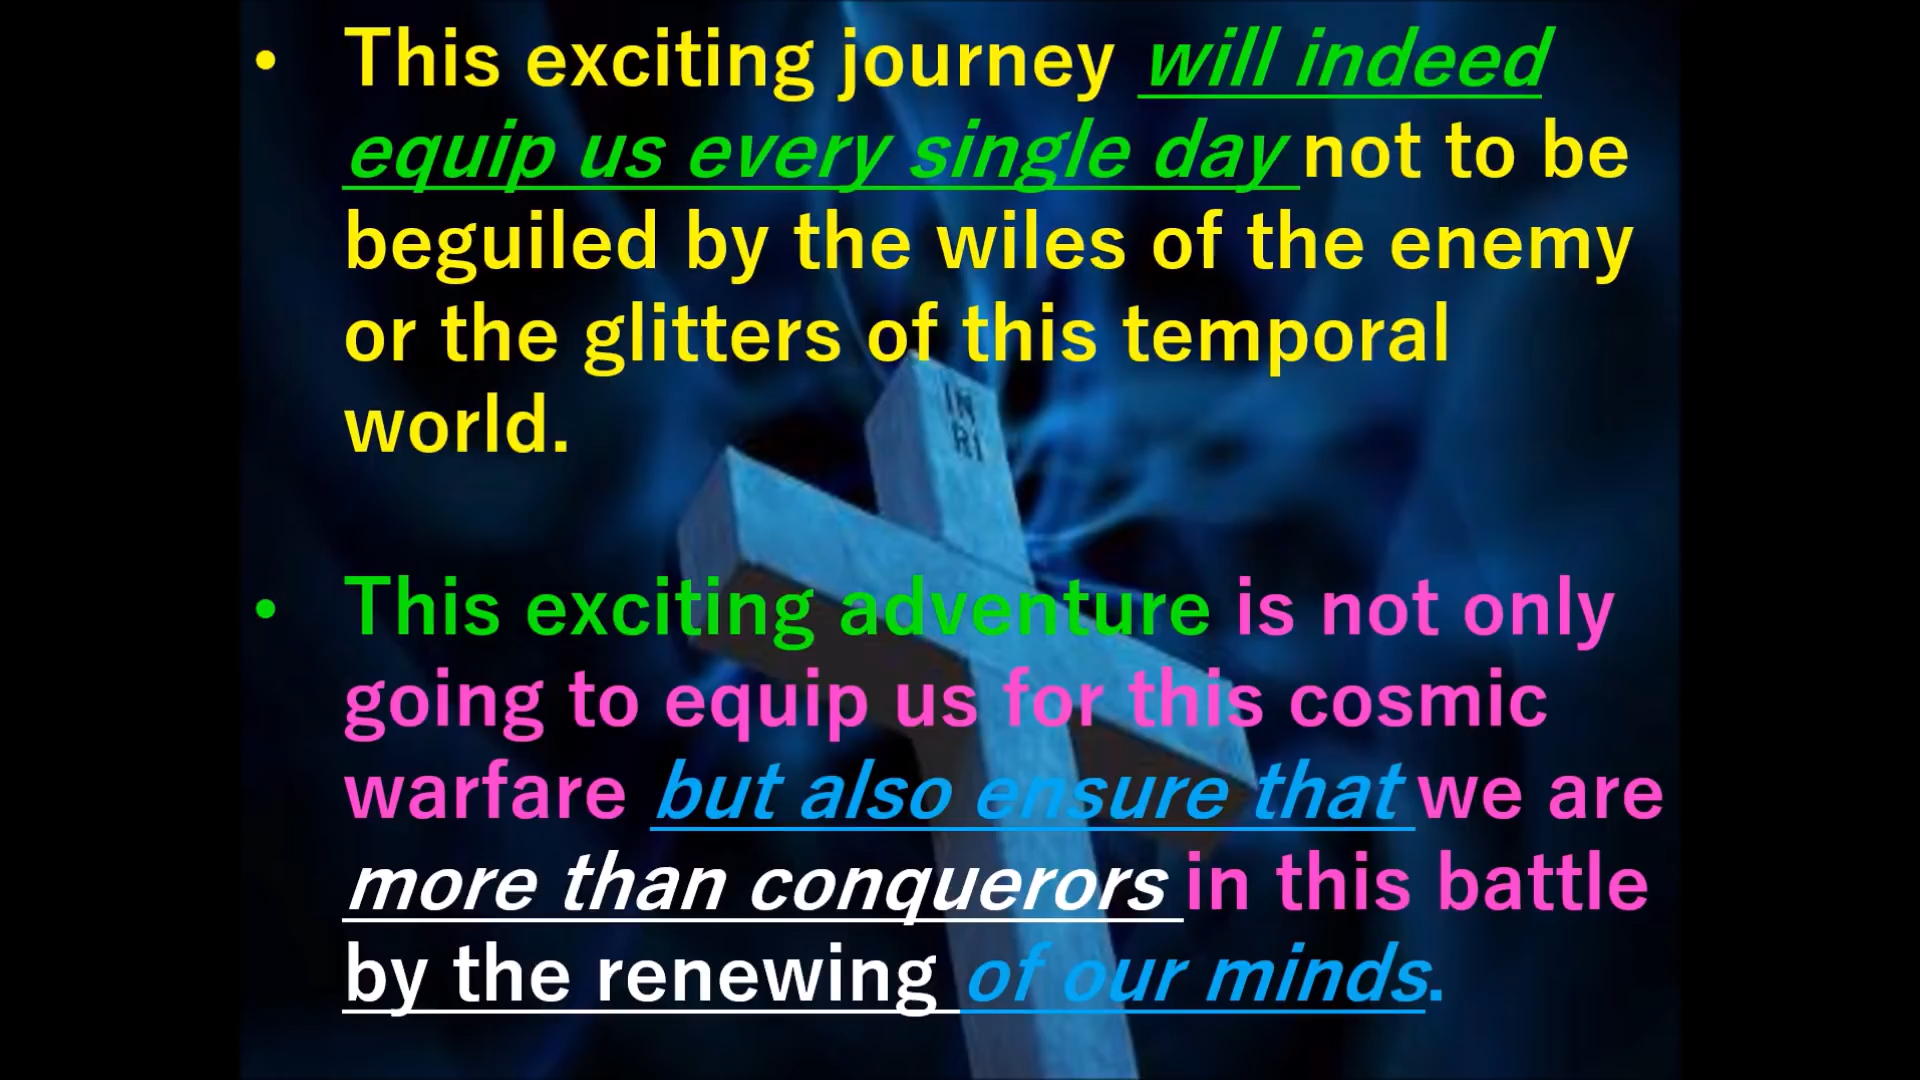 • This exciting journey will indeed
equip us every single day not to be
beguiled by the wiles of the enemy
or the glitters of this temporal
world.
IN
RI
• This exciting adventure is not only
going to equip us for this cosmic
warfare but also ensure that we are
more than conquerors in this battle
by the renewing of our minds.